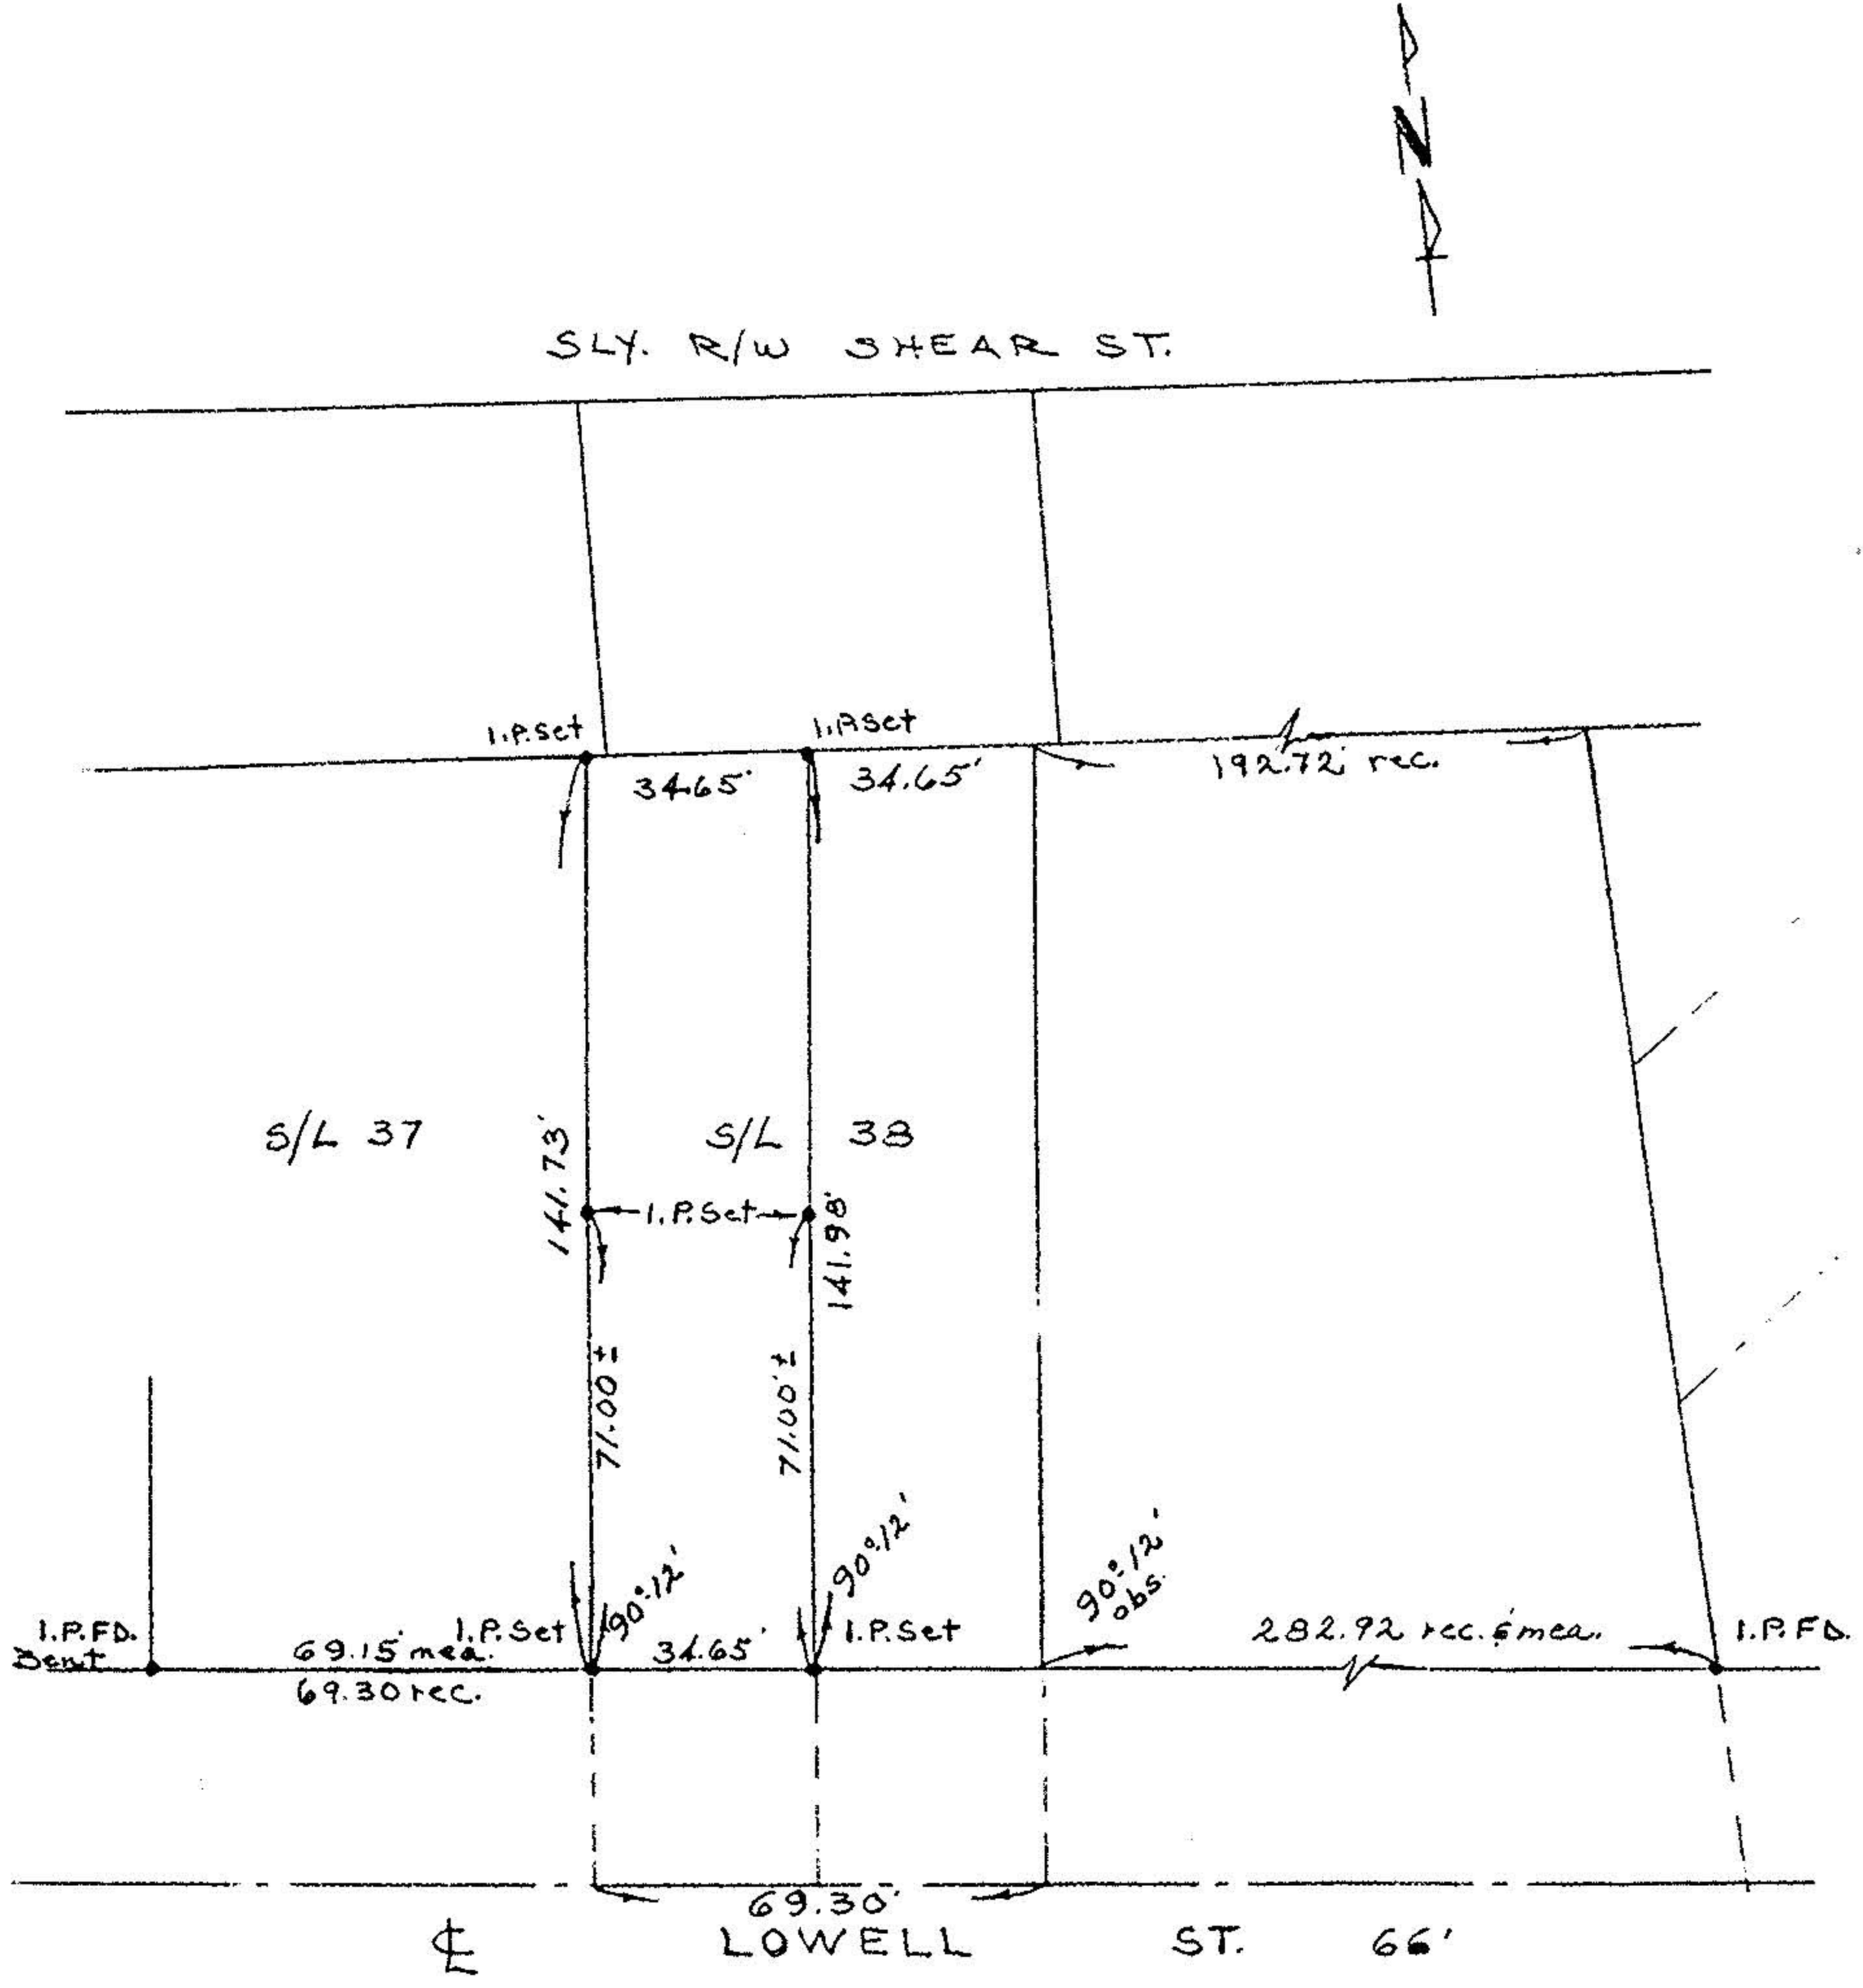 N
SLY. R/W SHEAR ST.
I.P. Set
I.P. Set
34.65'
34.65'
192.72' rec.
S/L 37
141.73'
S/L 38
I.P. Set
141.98'
71.00 ±
71.00' ±
90°12'
90°12'
90°12'
obs.
I.P. FD.
Bent
69.15' mea.
69.30 rec.
I.P. Set
34.65'
I.P. Set
282.92 rec. & mea.
I.P. FD.
69.30'
℄ LOWELL ST. 66'